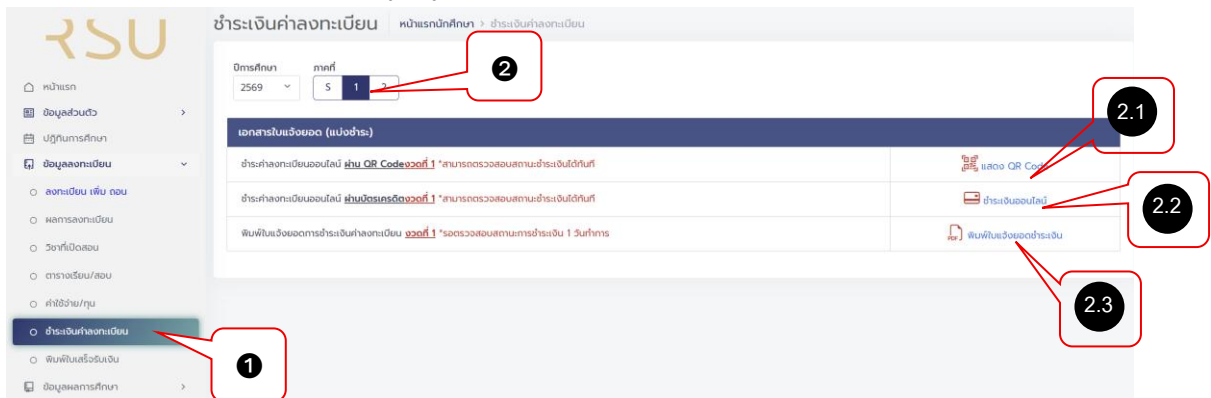 RSU
หน้าแรก
ข้อมูลส่วนตัว
ปฏิทินการศึกษา
ข้อมูลลงทะเบียน
ลงทะเบียน เพิ่ม ถอน
ผลการลงทะเบียน
วิชาที่เปิดสอน
ตารางเรียน/สอบ
ค่าใช้จ่าย/ทุน
ชำระเงินค่าลงทะเบียน
พิมพ์ใบเสร็จรับเงิน
ข้อมูลผลการศึกษา
ชำระเงินค่าลงทะเบียน หน้าแรกนักศึกษา > ชำระเงินค่าลงทะเบียน
ปีการศึกษา ภาคที่
2569 S 1 2
เอกสารใบแจ้งยอด (แบ่งชำระ)
ชำระค่าลงทะเบียนออนไลน์ ผ่าน QR Codeงวดที่ 1 *สามารถตรวจสอบสถานะชำระเงินได้ทันที แสดง QR Code
ชำระค่าลงทะเบียนออนไลน์ ผ่านบัตรเครดิตงวดที่ 1 *สามารถตรวจสอบสถานะชำระเงินได้ทันที ชำระเงินออนไลน์
พิมพ์ใบแจ้งยอดการชำระเงินค่าลงทะเบียน งวดที่ 1 *รอตรวจสอบสถานะการชำระเงิน 1 วันทำการ PDF พิมพ์ใบแจ้งยอดชำระเงิน
❶
❷
2.1
2.2
2.3